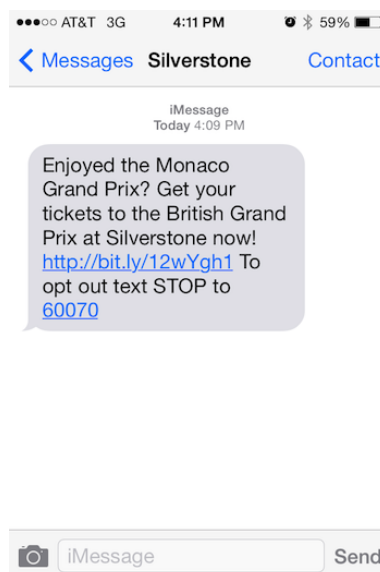 AT&T 3G 4:11 PM 59%
Messages Silverstone Contact
iMessage
Today 4:09 PM
Enjoyed the Monaco
Grand Prix? Get your
tickets to the British Grand
Prix at Silverstone now!
http://bit.ly/12wYgh1 To
opt out text STOP to
60070
iMessage Send